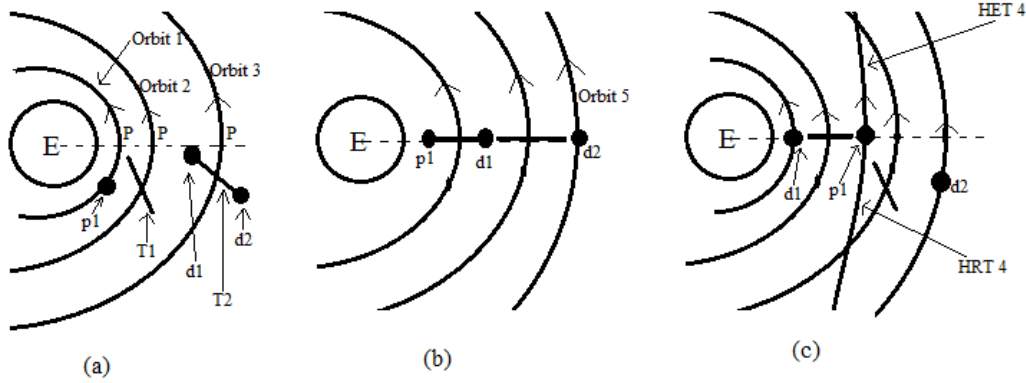 Orbit 1
Orbit 3
Orbit 2
E
P
P
P
p1
T1
d1
d2
T2
(a)
E
Orbit 5
p1
d1
d2
(b)
HET 4
E
d1
p1
d2
HRT 4
(c)